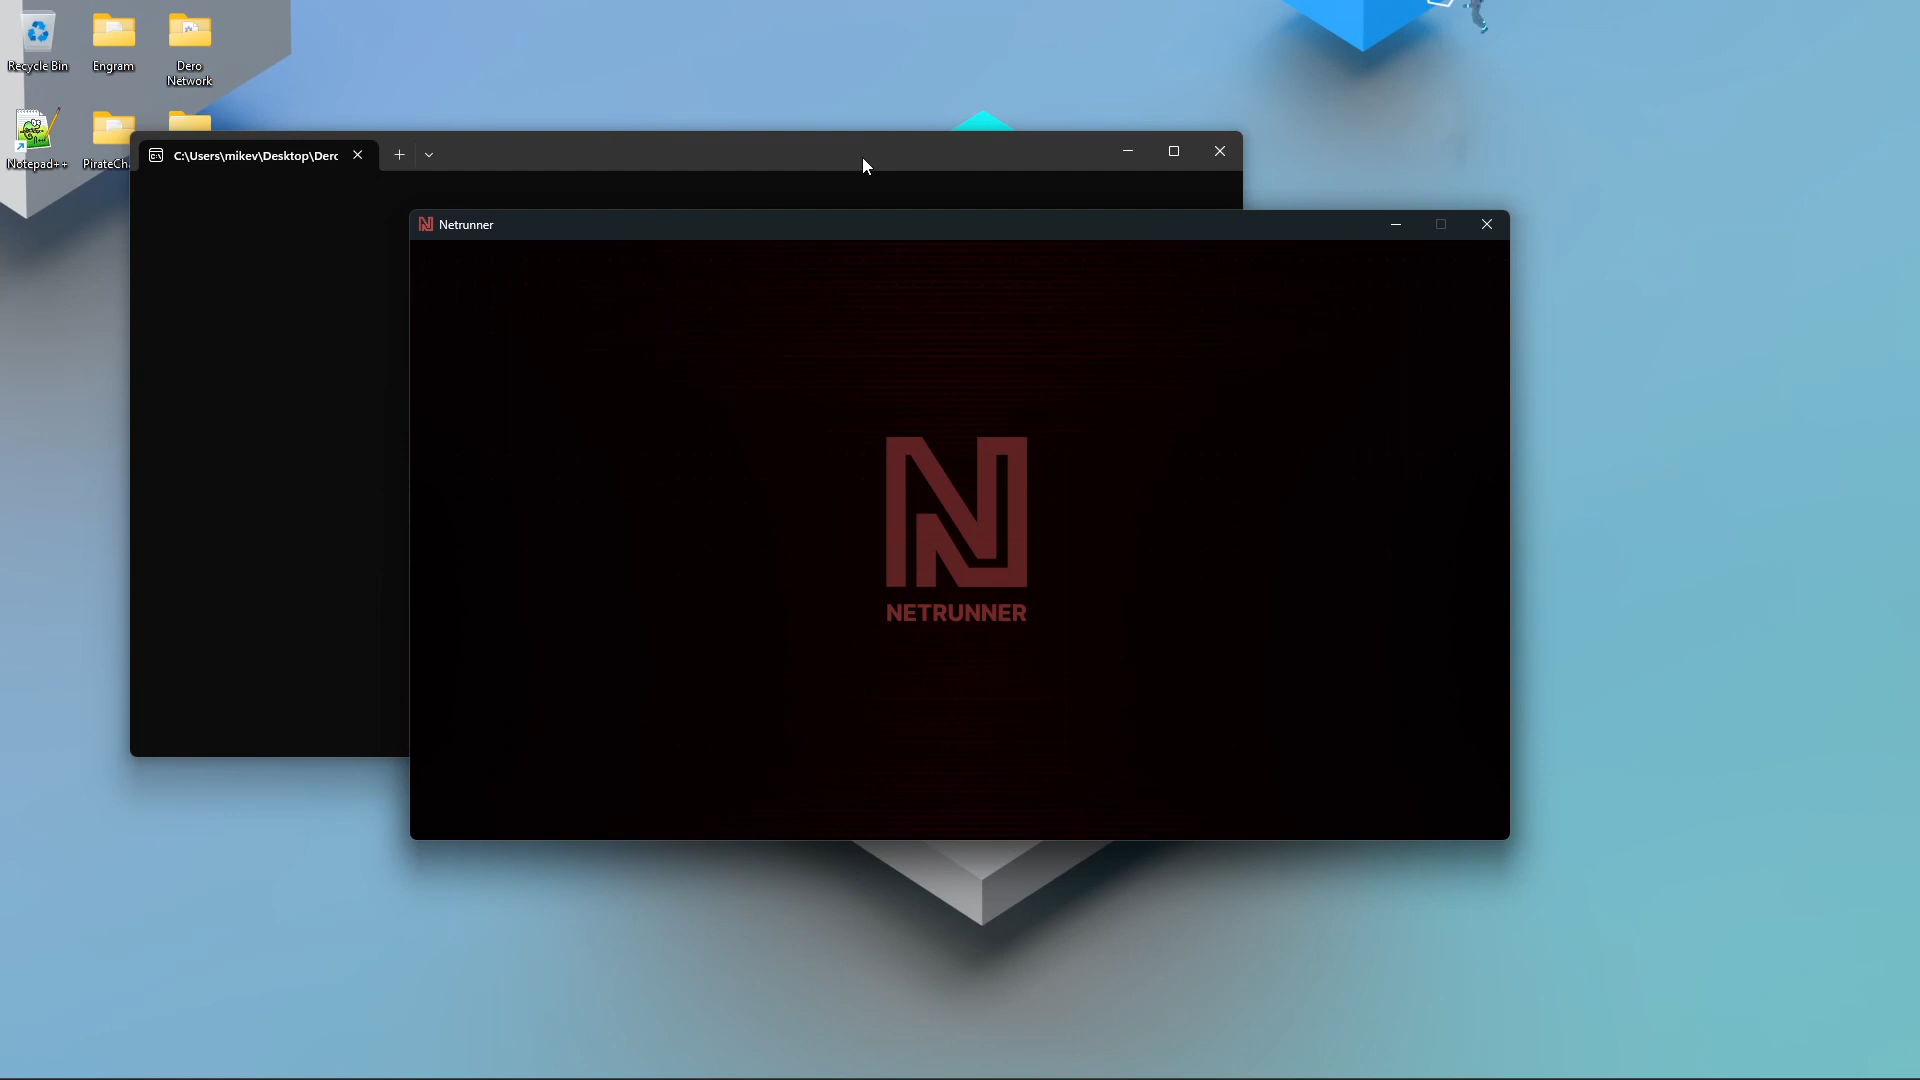 Recycle Bin
Engram
Dero
Network
Notepad++
PirateCh
C:\Users\mikev\Desktop\Derc
Netrunner
NETRUNNER